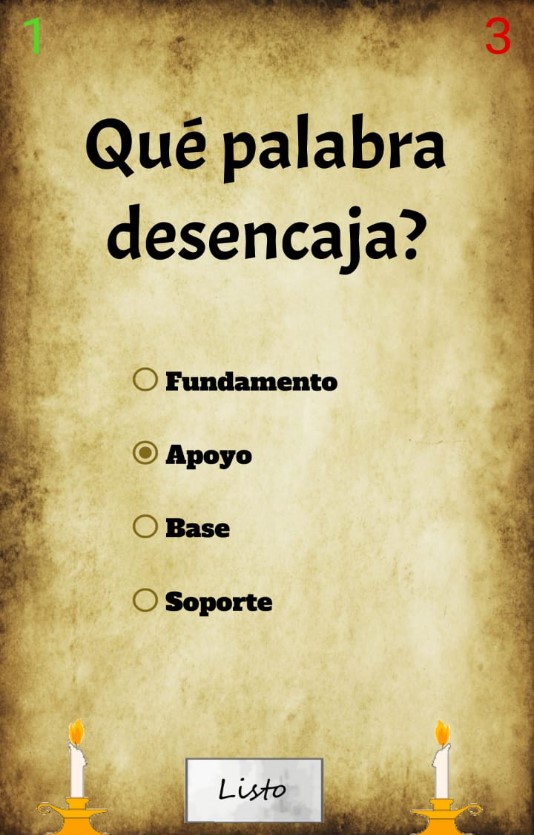 1 3
Qué palabra
desencaja?
Fundamento
Apoyo
Base
Soporte
Listo